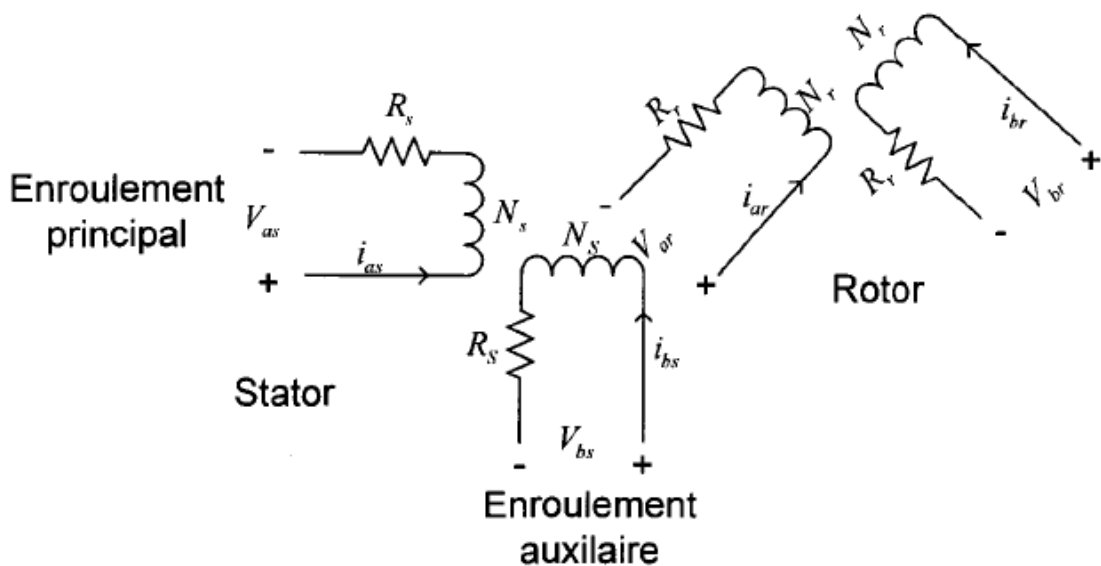 Enroulement
principal
-
R_s
V_as
N_s
i_as
+
Stator
N_S
R_S
i_bs
V_bs
-
+
Enroulement
auxilaire
R_r
N_r
-
V_ar
i_ar
+
N_r
i_br
R_r
V_br
+
-
Rotor